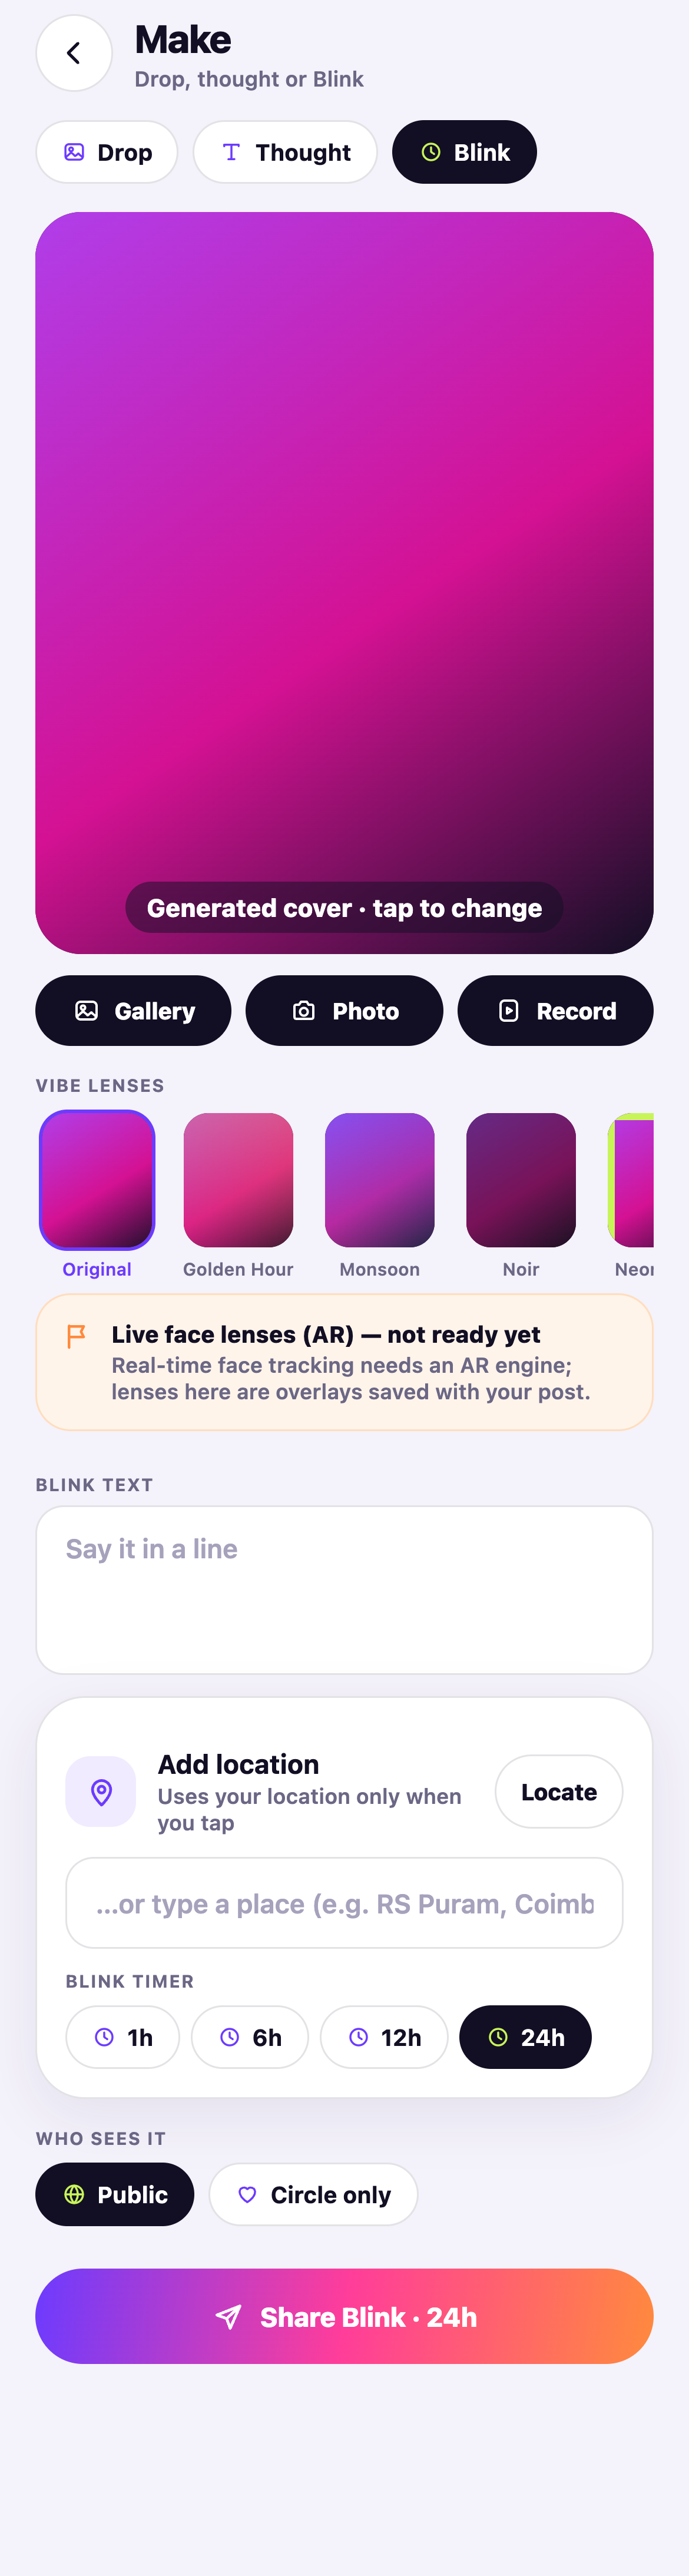 Make
Drop, thought or Blink
Drop
Thought
Blink
Generated cover · tap to change
Gallery
Photo
Record
VIBE LENSES
Original
Golden Hour
Monsoon
Noir
Live face lenses (AR) — not ready yet
Real-time face tracking needs an AR engine;
lenses here are overlays saved with your post.
BLINK TEXT
Say it in a line
Add location
Uses your location only when
you tap
Locate
...or type a place (e.g. RS Puram, Coimb
BLINK TIMER
1h
6h
12h
24h
WHO SEES IT
Public
Circle only
Share Blink · 24h